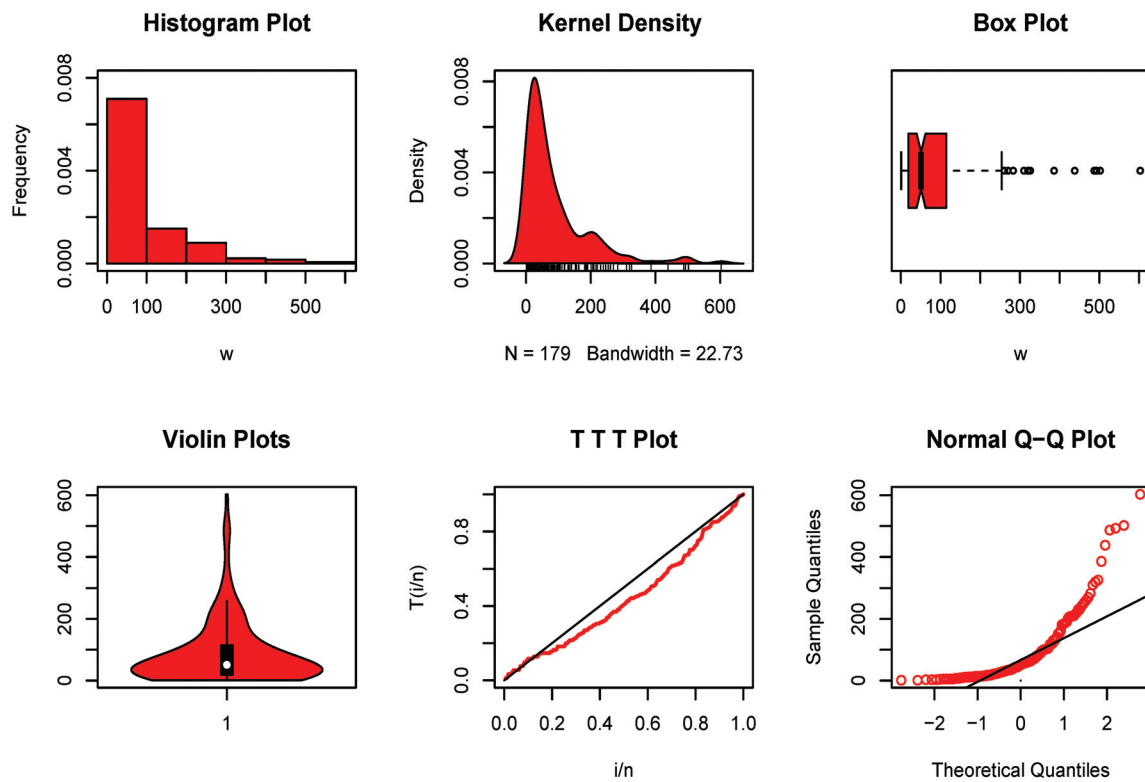 Histogram Plot
Frequency
0.000 0.004 0.008
0 100 300 500
w
Kernel Density
Density
0.000 0.004 0.008
0 200 400 600
N = 179 Bandwidth = 22.73
Box Plot
0 100 300 500
w
Violin Plots
0 200 400 600
1
T T T Plot
T(i/n)
0.0 0.4 0.8
0.0 0.2 0.4 0.6 0.8 1.0
i/n
Normal Q−Q Plot
Sample Quantiles
0 200 400 600
−2 −1 0 1 2
Theoretical Quantiles